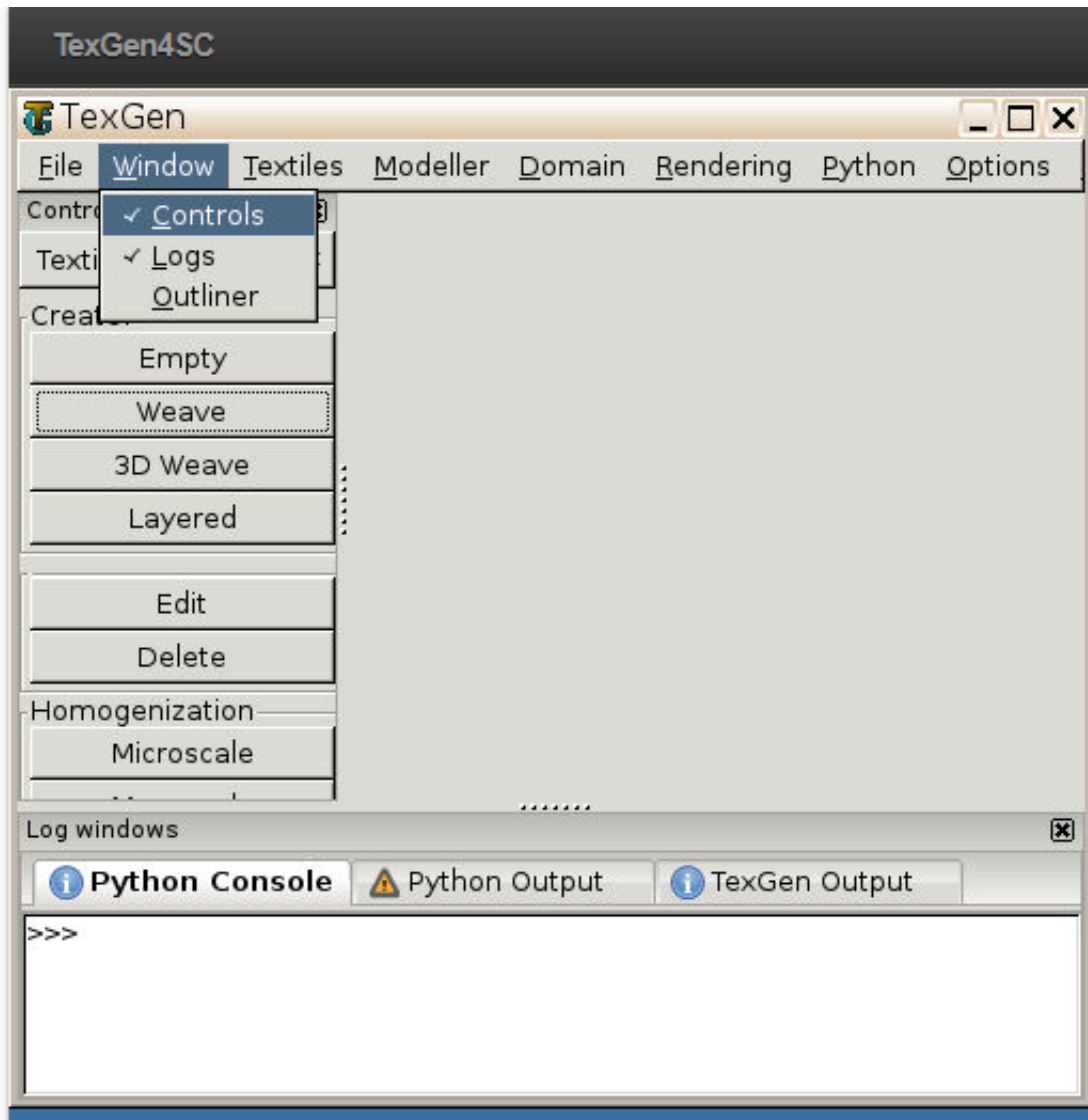 TexGen4SC
TexGen
File Window Textiles Modeller Domain Rendering Python Options
Controls
Logs
Outliner
Empty
Weave
3D Weave
Layered
Edit
Delete
Homogenization
Microscale
Log windows
Python Console Python Output TexGen Output
>>>